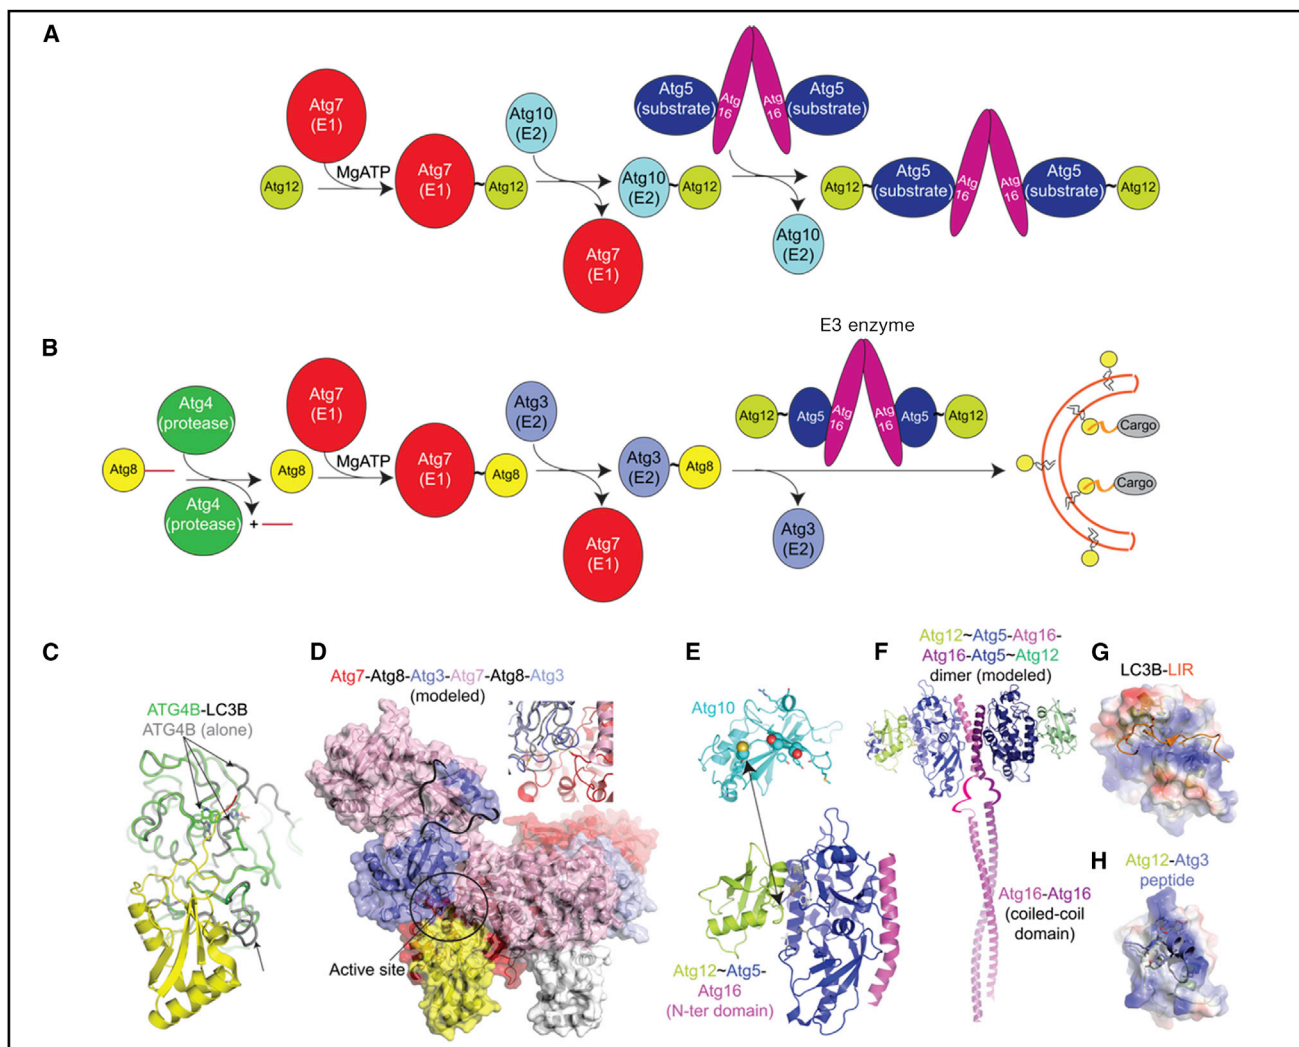 A
Atg7
(E1)
Atg12
MgATP
Atg7
(E1)
~
Atg12
Atg10
(E2)
Atg7
(E1)
Atg10
(E2)
~
Atg12
Atg5
(substrate)
Atg
16
Atg
16
Atg5
(substrate)
Atg10
(E2)
Atg12
~
Atg5
(substrate)
Atg
16
Atg
16
Atg5
(substrate)
~
Atg12
B
Atg8
Atg4
(protease)
Atg4
(protease)
+
Atg8
Atg7
(E1)
MgATP
Atg7
(E1)
~
Atg8
Atg3
(E2)
Atg7
(E1)
Atg3
(E2)
~
Atg8
E3 enzyme
Atg12
~
Atg5
Atg
16
Atg
16
Atg5
~
Atg12
Atg3
(E2)
Cargo
Cargo
C
ATG4B-LC3B
ATG4B (alone)
D
Atg7-Atg8-Atg3-Atg7-Atg8-Atg3
(modeled)
Active site
E
Atg10
Atg12~Atg5-
Atg16
(N-ter domain)
F
Atg12~Atg5-Atg16-
Atg16-Atg5~Atg12
dimer (modeled)
Atg16-Atg16
(coiled-coil
domain)
G
LC3B-LIR
H
Atg12-Atg3
peptide